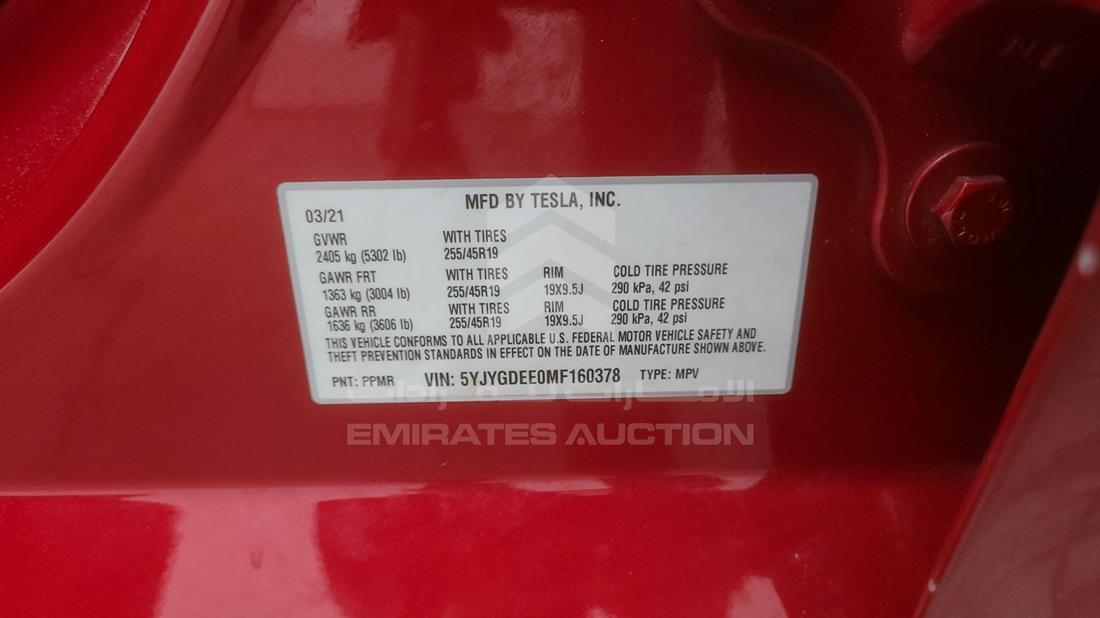 MFD BY TESLA, INC.
03/21
GVWR WITH TIRES
2405 kg (5302 lb) 255/45R19
GAWR FRT WITH TIRES RIM COLD TIRE PRESSURE
1363 kg (3004 lb) 255/45R19 19X9.5J 290 kPa, 42 psi
GAWR RR WITH TIRES RIM COLD TIRE PRESSURE
1636 kg (3606 lb) 255/45R19 19X9.5J 290 kPa, 42 psi
THIS VEHICLE CONFORMS TO ALL APPLICABLE U.S. FEDERAL MOTOR VEHICLE SAFETY AND
THEFT PREVENTION STANDARDS IN EFFECT ON THE DATE OF MANUFACTURE SHOWN ABOVE.
PNT: PPMR VIN: 5YJYGDEE0MF160378 TYPE: MPV
الإمارات للمزادات
EMIRATES AUCTION